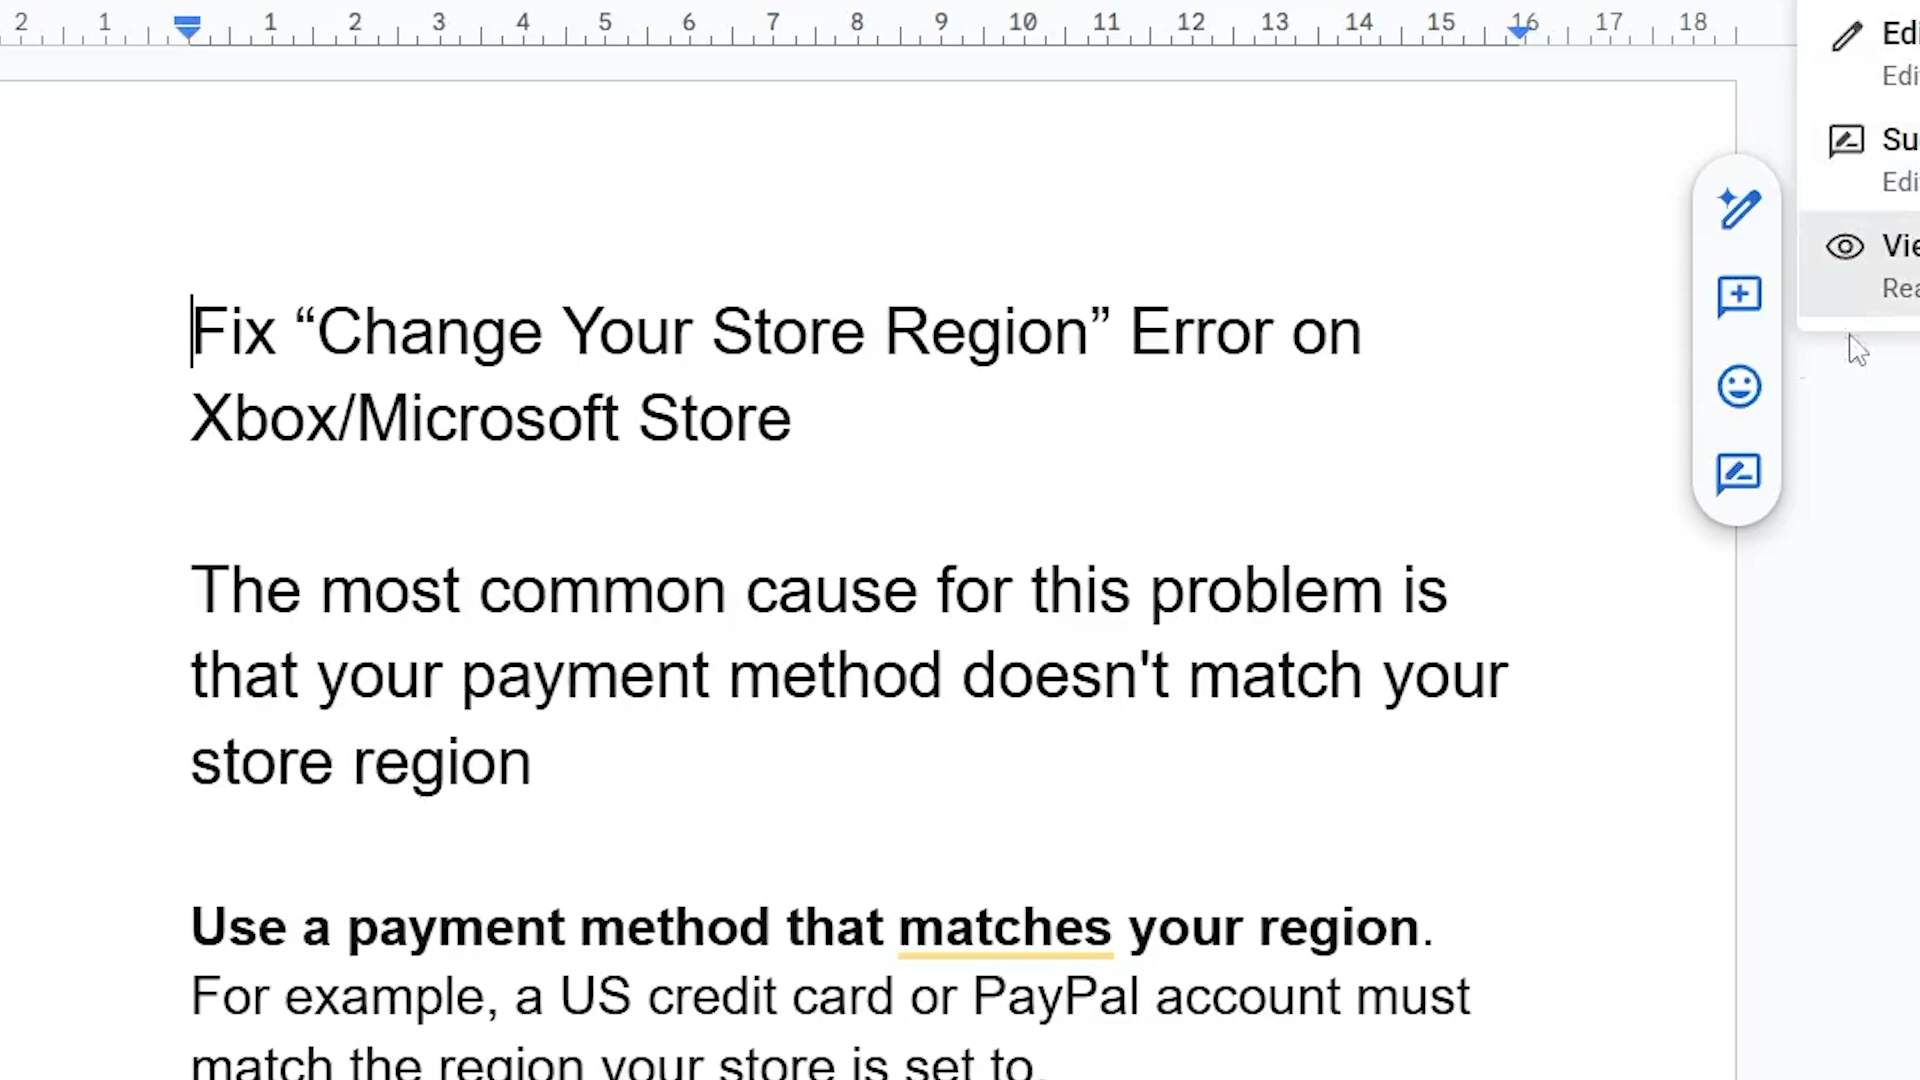 2 1 1 2 3 4 5 6 7 8 9 10 11 12 13 14 15 16 17 18
Edi
Edi
Su
Edi
Vie
Rea
Fix “Change Your Store Region” Error on
Xbox/Microsoft Store
The most common cause for this problem is
that your payment method doesn't match your
store region
Use a payment method that matches your region.
For example, a US credit card or PayPal account must
match the region your store is set to.